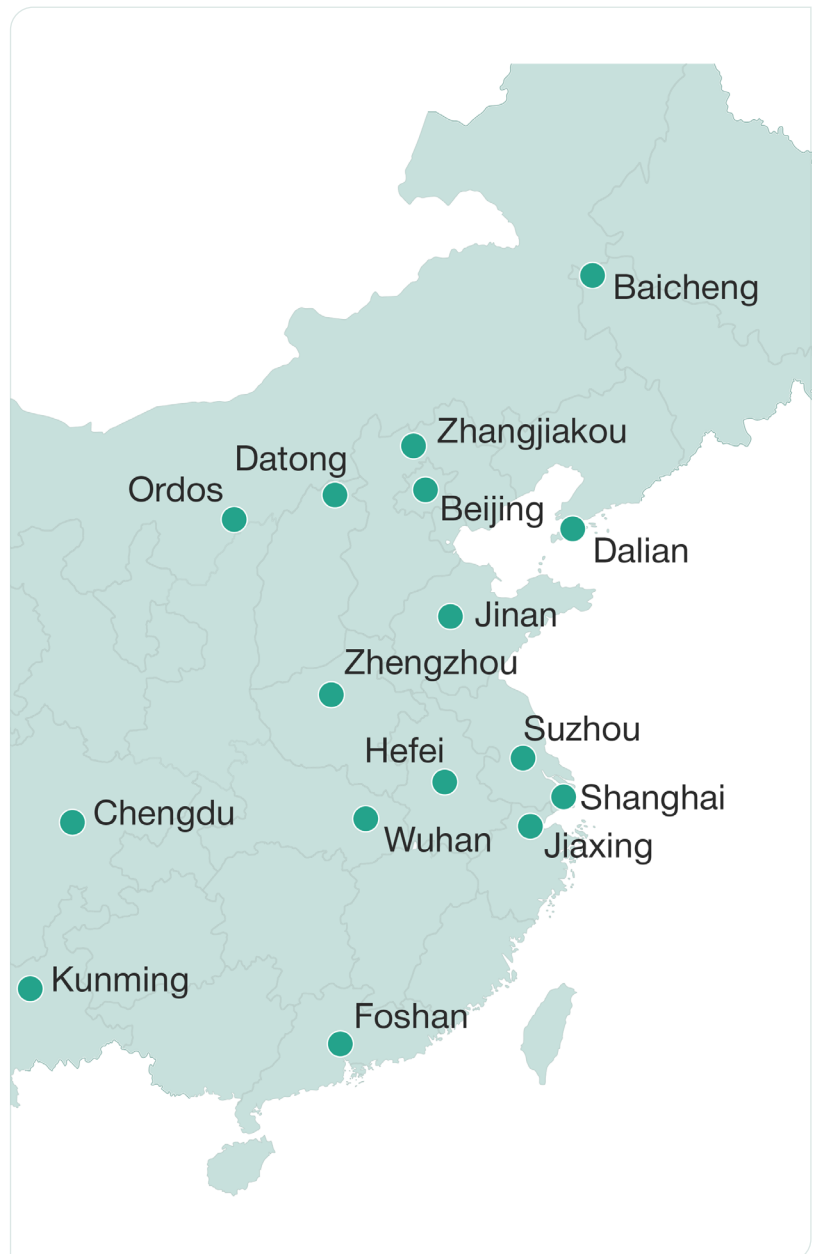 Baicheng
Zhangjiakou
Datong
Ordos
Beijing
Dalian
Jinan
Zhengzhou
Suzhou
Hefei
Shanghai
Chengdu
Wuhan
Jiaxing
Kunming
Foshan